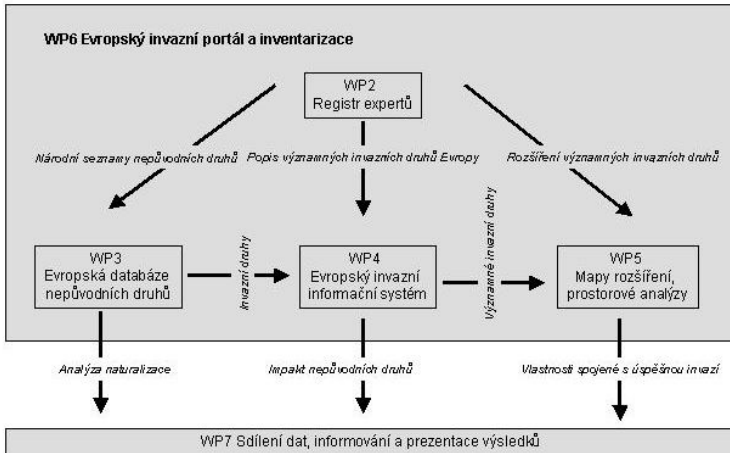 WP6 Evropský invazní portál a inventarizace
WP2
Registr expertů
Národní seznamy nepůvodních druhů
Popis významných invazních druhů Evropy
Rozšíření významných invazních druhů
WP3
Evropská databáze
nepůvodních druhů
Invazní druhy
WP4
Evropský invazní
informační systém
Významné invazní druhy
WP5
Mapy rozšíření,
prostorové analýzy
Analýza naturalizace
Impakt nepůvodních druhů
Vlastnosti spojené s úspěšnou invazí
WP7 Sdílení dat, informování a prezentace výsledků